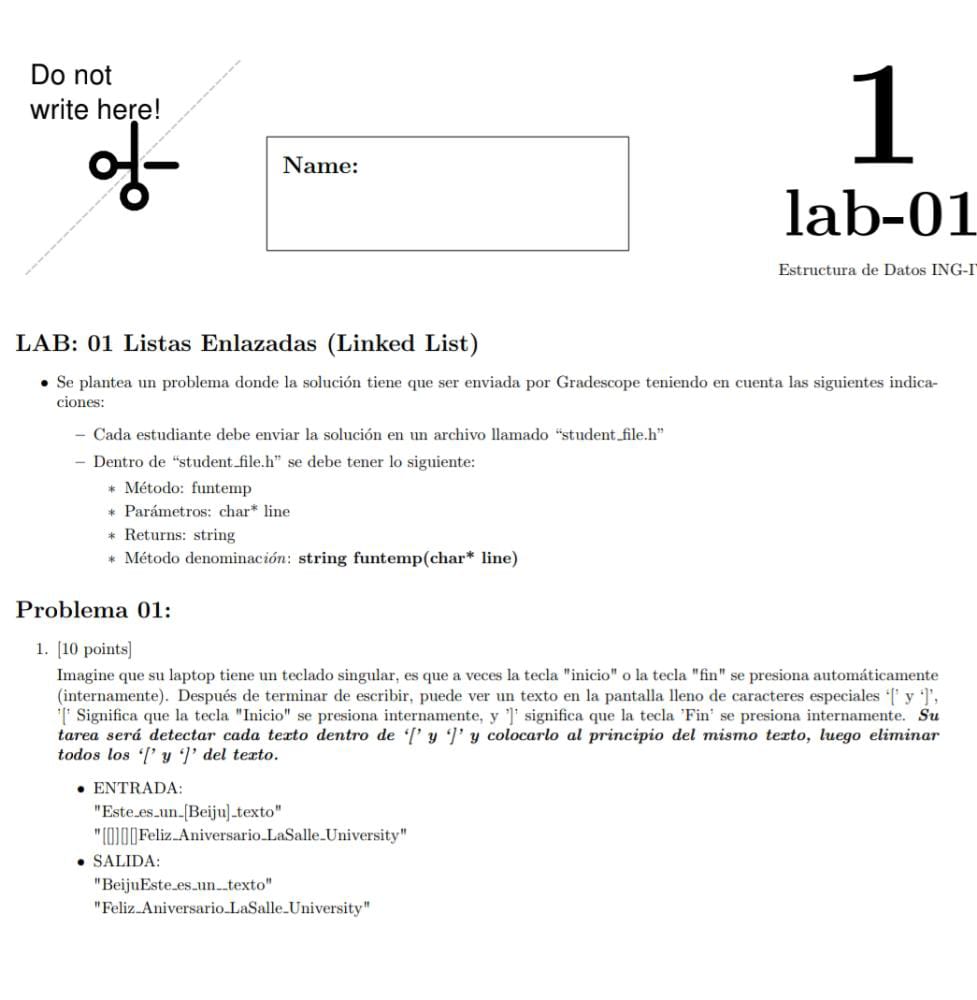 Do not
write here!
Name:
1
lab-01
Estructura de Datos ING-I
LAB: 01 Listas Enlazadas (Linked List)
• Se plantea un problema donde la solución tiene que ser enviada por Gradescope teniendo en cuenta las siguientes indica-
ciones:
– Cada estudiante debe enviar la solución en un archivo llamado “student_file.h”
– Dentro de “student_file.h” se debe tener lo siguiente:
∗ Método: funtemp
∗ Parámetros: char* line
∗ Returns: string
∗ Método denominación: string funtemp(char* line)
Problema 01:
1. [10 points]
Imagine que su laptop tiene un teclado singular, es que a veces la tecla "inicio" o la tecla "fin" se presiona automáticamente
(internamente). Después de terminar de escribir, puede ver un texto en la pantalla lleno de caracteres especiales ‘[’ y ‘]’,
’[’ Significa que la tecla "Inicio" se presiona internamente, y ’]’ significa que la tecla ’Fin’ se presiona internamente. Su
tarea será detectar cada texto dentro de ‘[’ y ‘]’ y colocarlo al principio del mismo texto, luego eliminar
todos los ‘[’ y ‘]’ del texto.
• ENTRADA:
"Este_es_un_[Beiju]_texto"
"[[]][][]Feliz_Aniversario_LaSalle_University"
• SALIDA:
"BeijuEste_es_un__texto"
"Feliz_Aniversario_LaSalle_University"